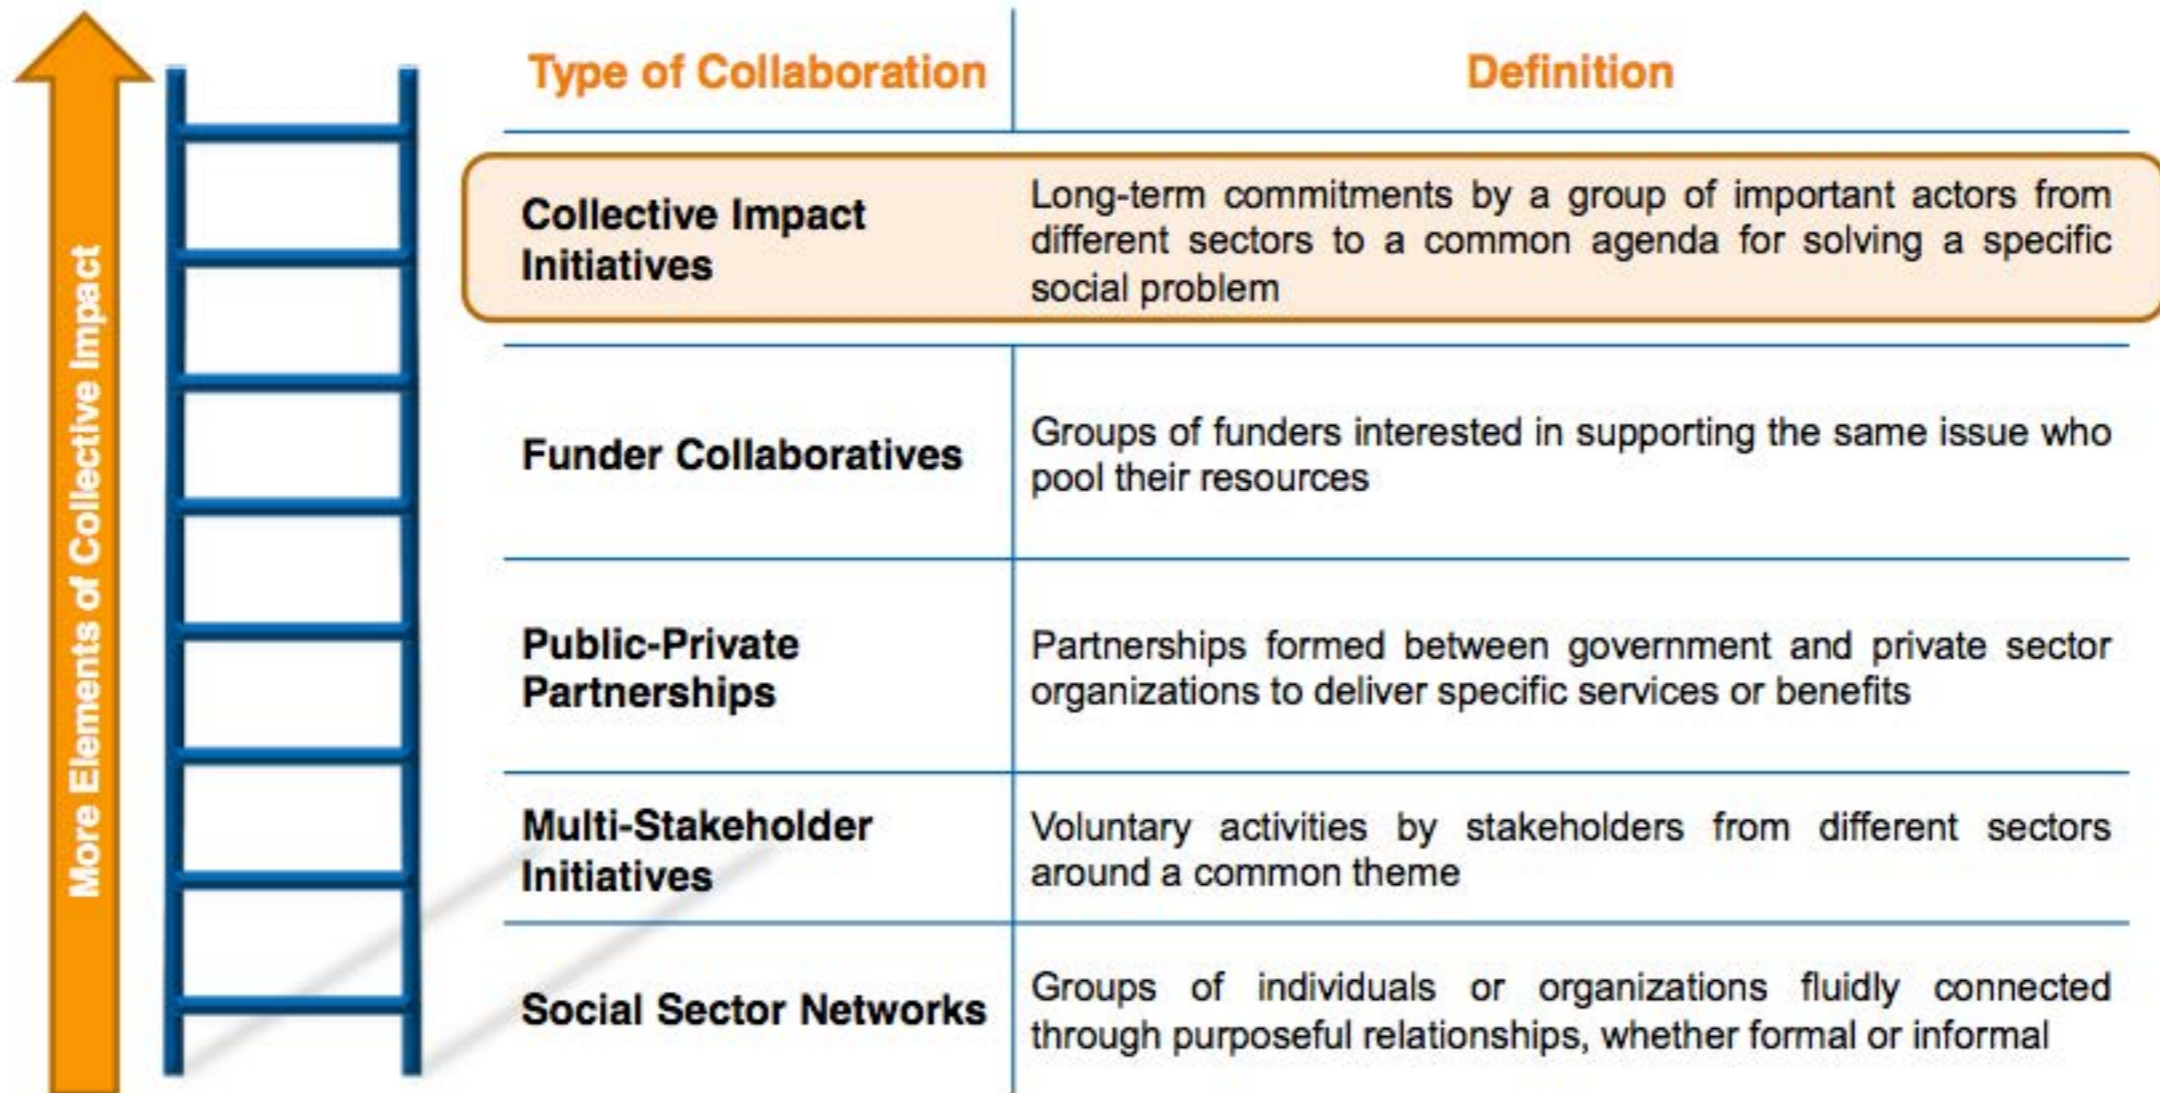 More Elements of Collective Impact
Type of Collaboration
Definition
Collective Impact
Initiatives
Long-term commitments by a group of important actors from
different sectors to a common agenda for solving a specific
social problem
Funder Collaboratives
Groups of funders interested in supporting the same issue who
pool their resources
Public-Private
Partnerships
Partnerships formed between government and private sector
organizations to deliver specific services or benefits
Multi-Stakeholder
Initiatives
Voluntary activities by stakeholders from different sectors
around a common theme
Social Sector Networks
Groups of individuals or organizations fluidly connected
through purposeful relationships, whether formal or informal